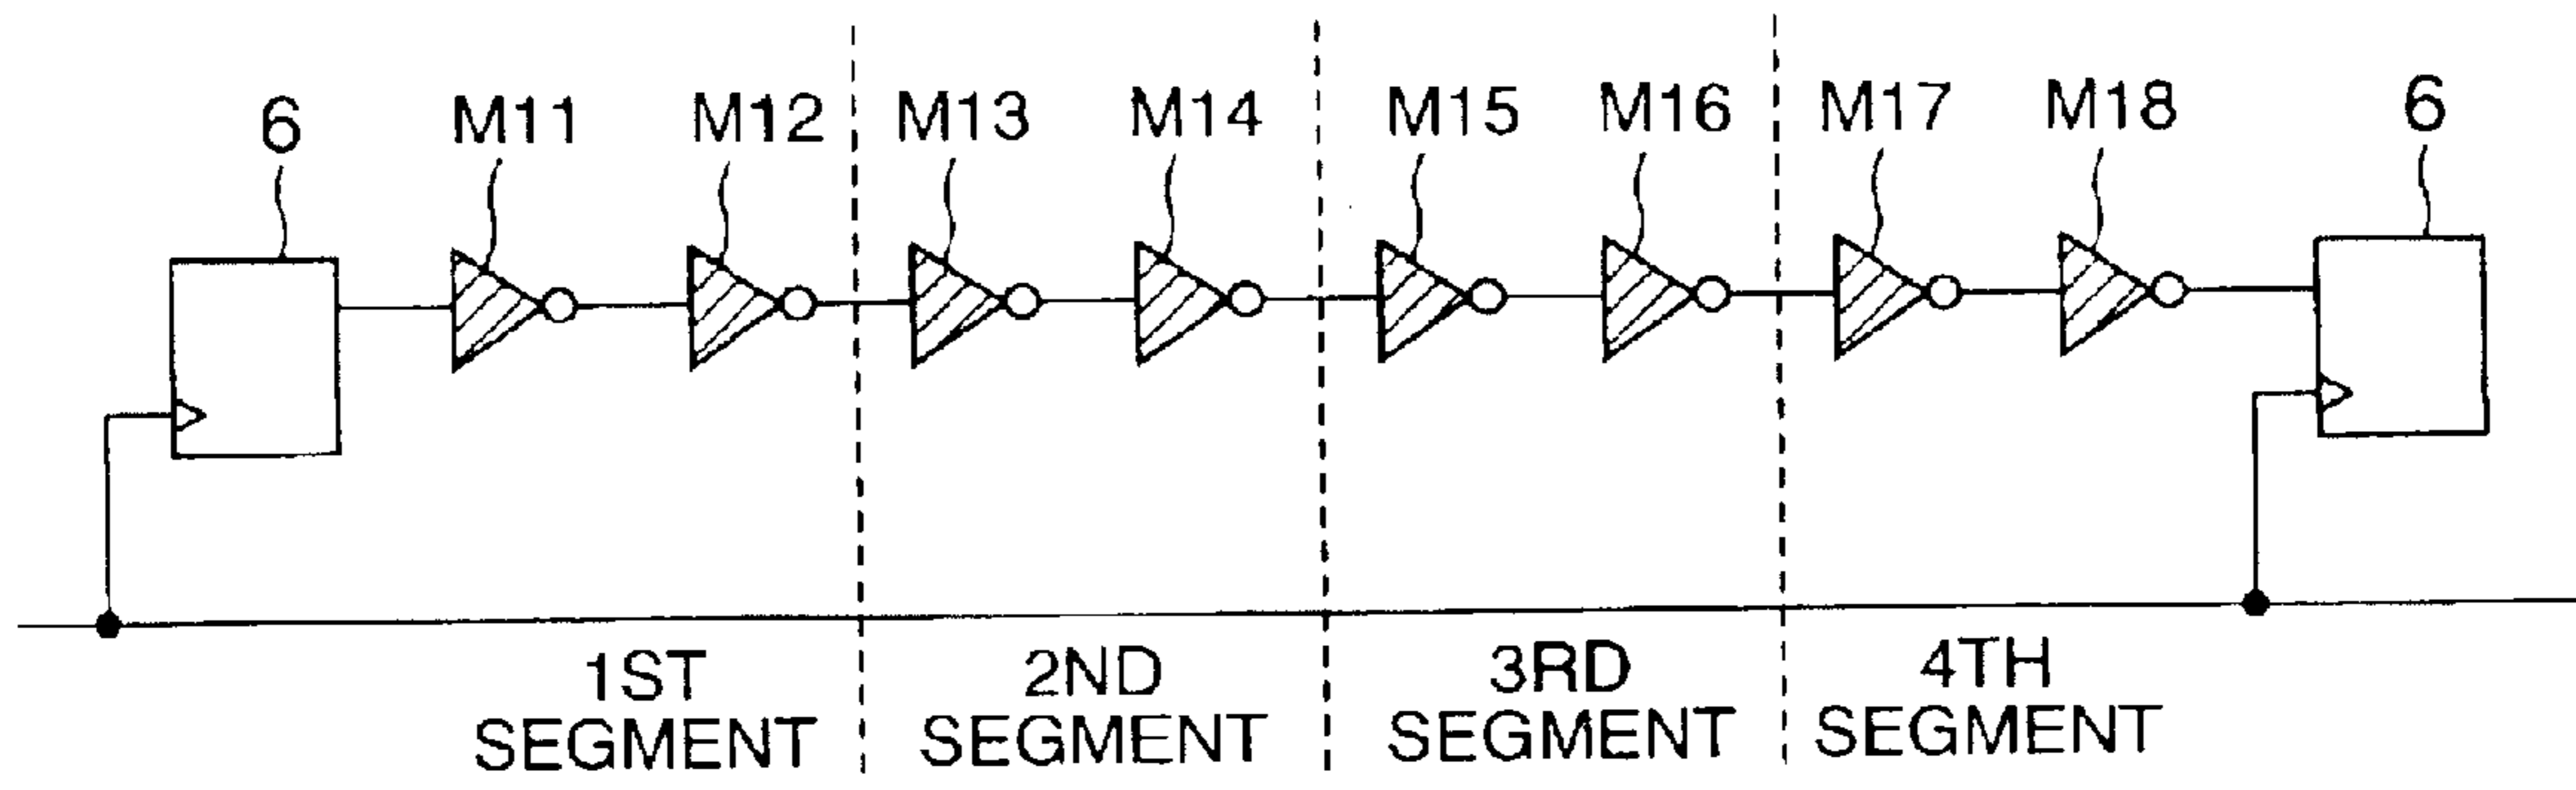 6 M11 M12 M13 M14 M15 M16 M17 M18 6
1ST SEGMENT
2ND SEGMENT
3RD SEGMENT
4TH SEGMENT